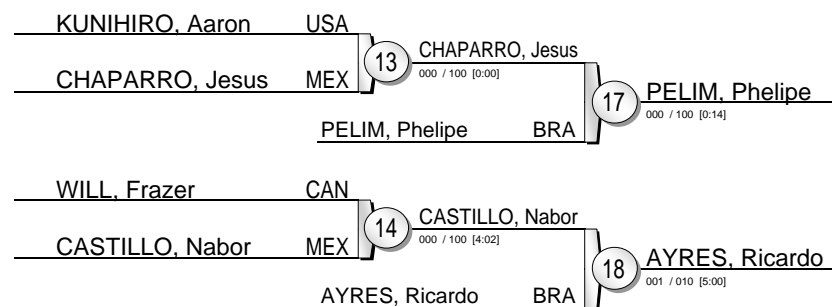 KUNIHIRO, Aaron USA
13 CHAPARRO, Jesus
000 / 100 [0:00]
CHAPARRO, Jesus MEX
17 PELIM, Phelipe
000 / 100 [0:14]
PELIM, Phelipe BRA
WILL, Frazer CAN
14 CASTILLO, Nabor
000 / 100 [4:02]
CASTILLO, Nabor MEX
18 AYRES, Ricardo
001 / 010 [5:00]
AYRES, Ricardo BRA